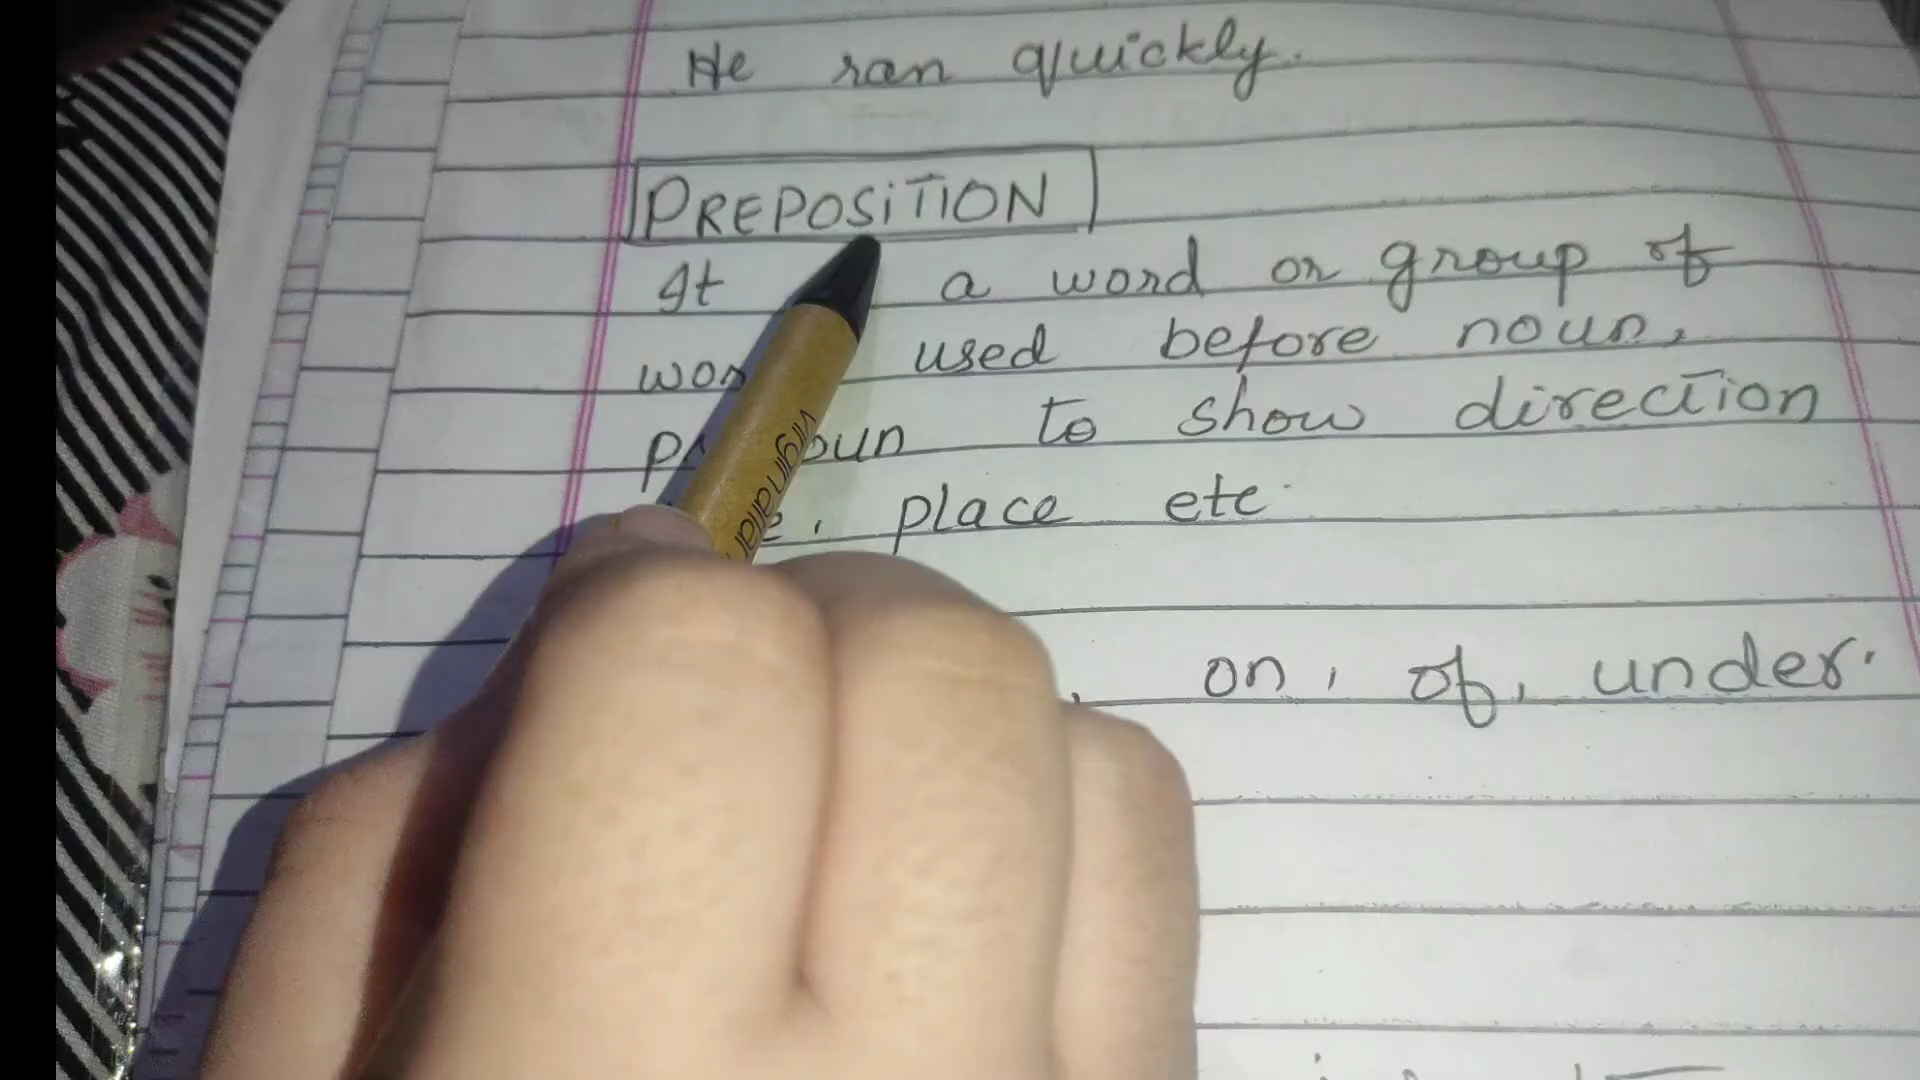 He ran quickly.
PREPOSITION
It a word or group of
used before noun,
to show direction
place etc.
on, of, under.